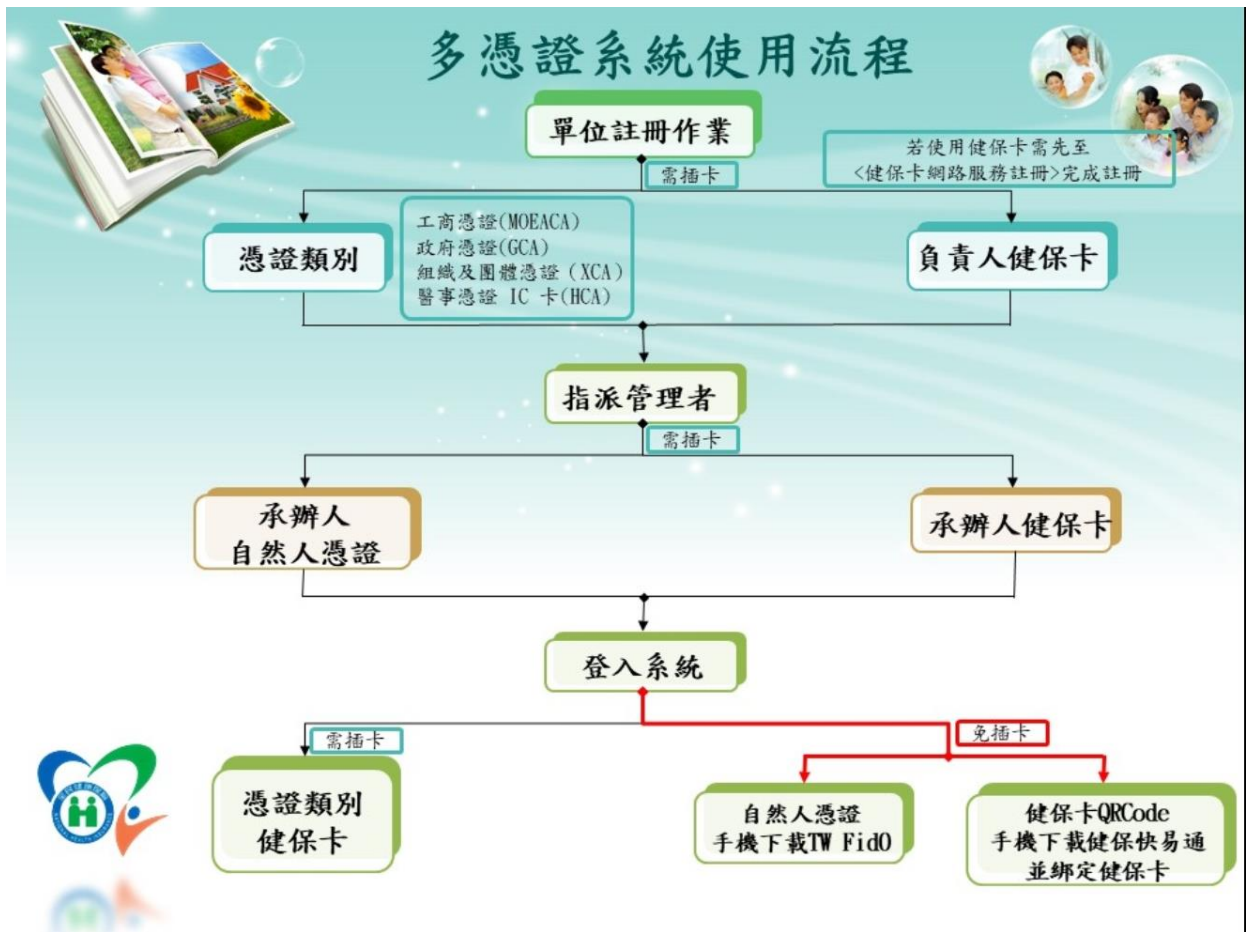 多憑證系統使用流程
單位註冊作業
需插卡
若使用健保卡需先至
<健保卡網路服務註冊>完成註冊
憑證類別
工商憑證(MOEACA)
政府憑證(GCA)
組織及團體憑證 (XCA)
醫事憑證 IC 卡(HCA)
負責人健保卡
指派管理者
需插卡
承辦人
自然人憑證
承辦人健保卡
登入系統
需插卡
免插卡
憑證類別
健保卡
自然人憑證
手機下載TW FidO
健保卡QRCode
手機下載健保快易通
並綁定健保卡